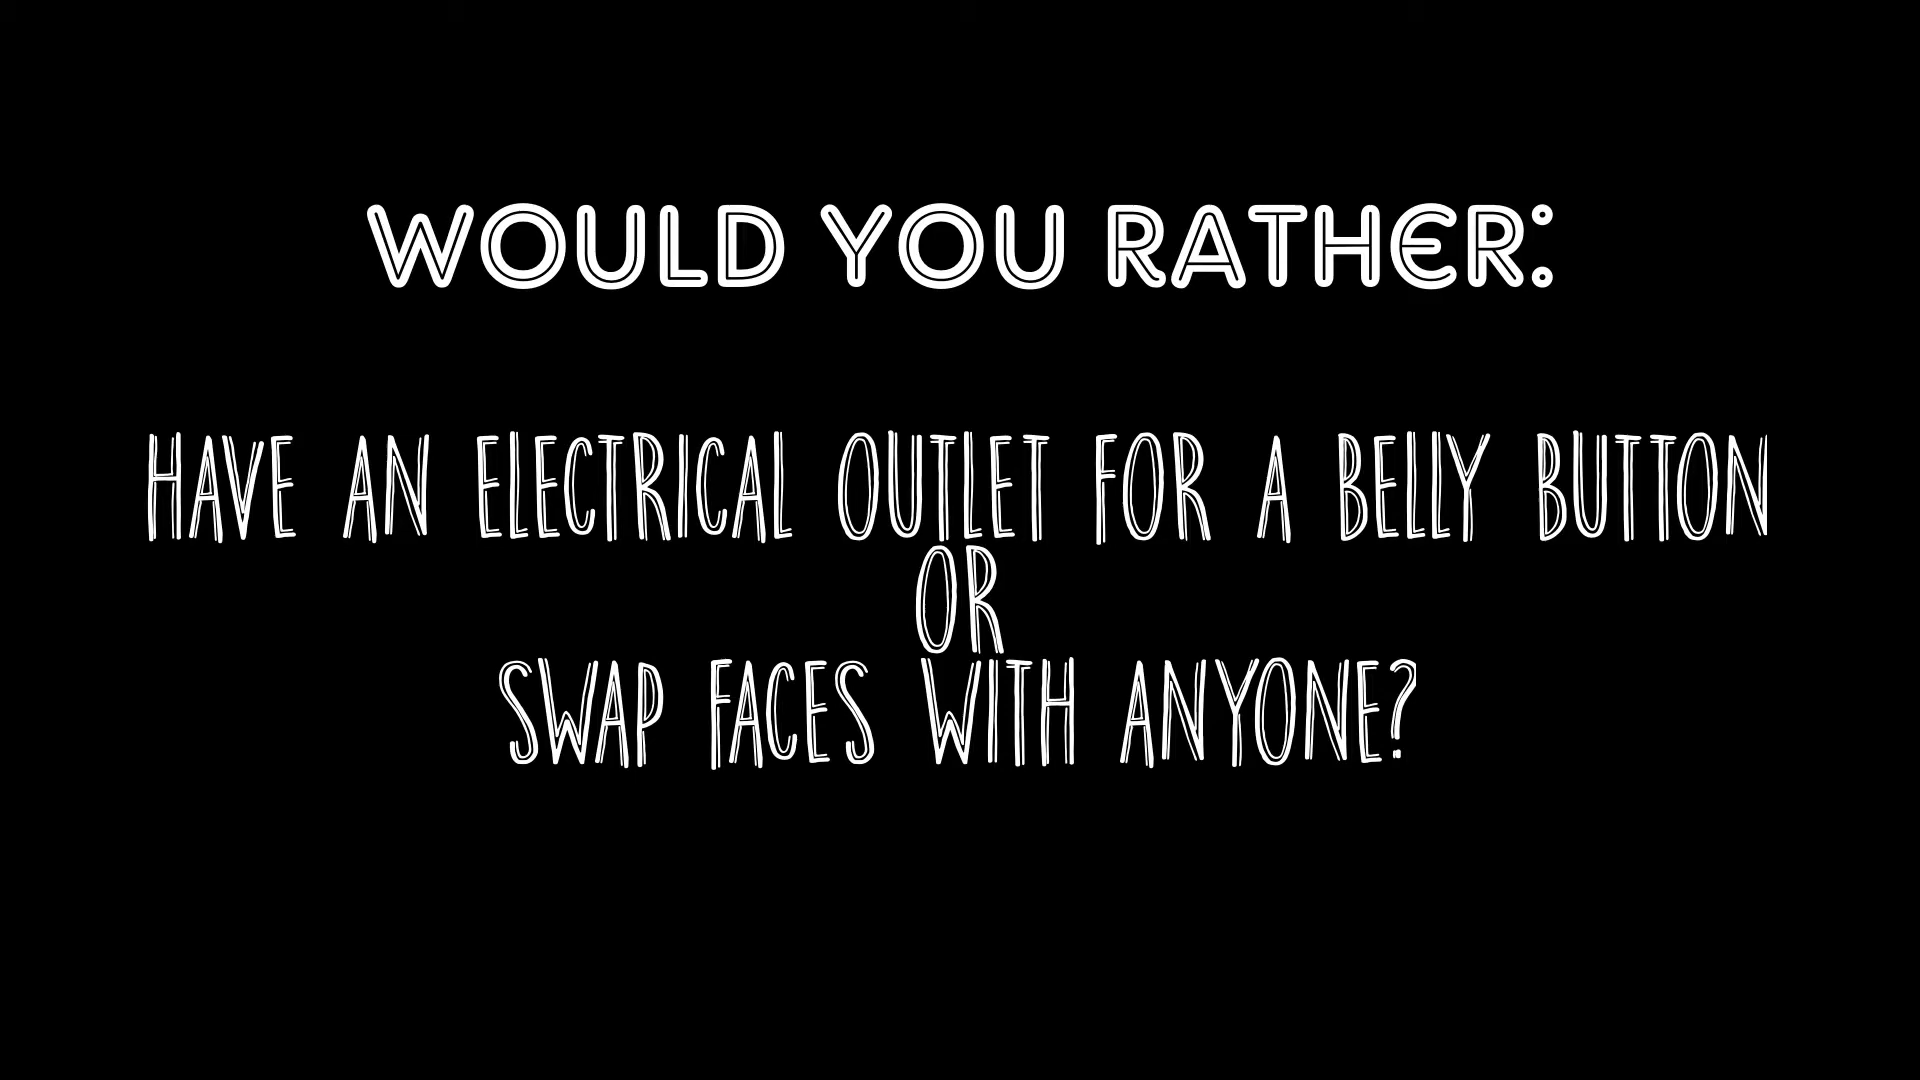 WOULD YOU RATHER:
HAVE AN ELECTRICAL OUTLET FOR A BELLY BUTTON
OR
SWAP FACES WITH ANYONE?